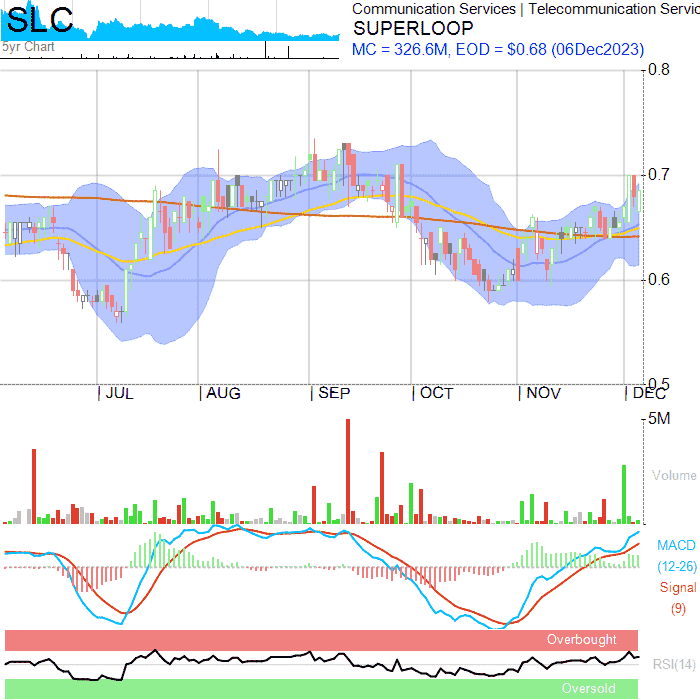 SLC
5yr Chart
Communication Services | Telecommunication Servic
SUPERLOOP
MC = 326.6M, EOD = $0.68 (06Dec2023)
0.8
0.7
0.6
0.5
JUL
AUG
SEP
OCT
NOV
DEC
5M
Volume
MACD
(12-26)
Signal
(9)
Overbought
RSI(14)
Oversold